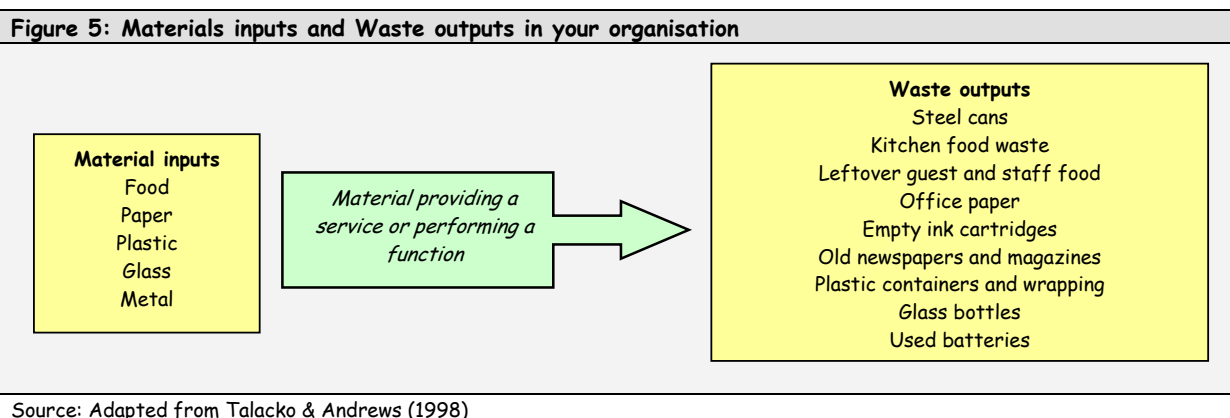 Figure 5: Materials inputs and Waste outputs in your organisation
Material inputs
Food
Paper
Plastic
Glass
Metal
Material providing a
service or performing a
function
Waste outputs
Steel cans
Kitchen food waste
Leftover guest and staff food
Office paper
Empty ink cartridges
Old newspapers and magazines
Plastic containers and wrapping
Glass bottles
Used batteries
Source: Adapted from Talacko & Andrews (1998)